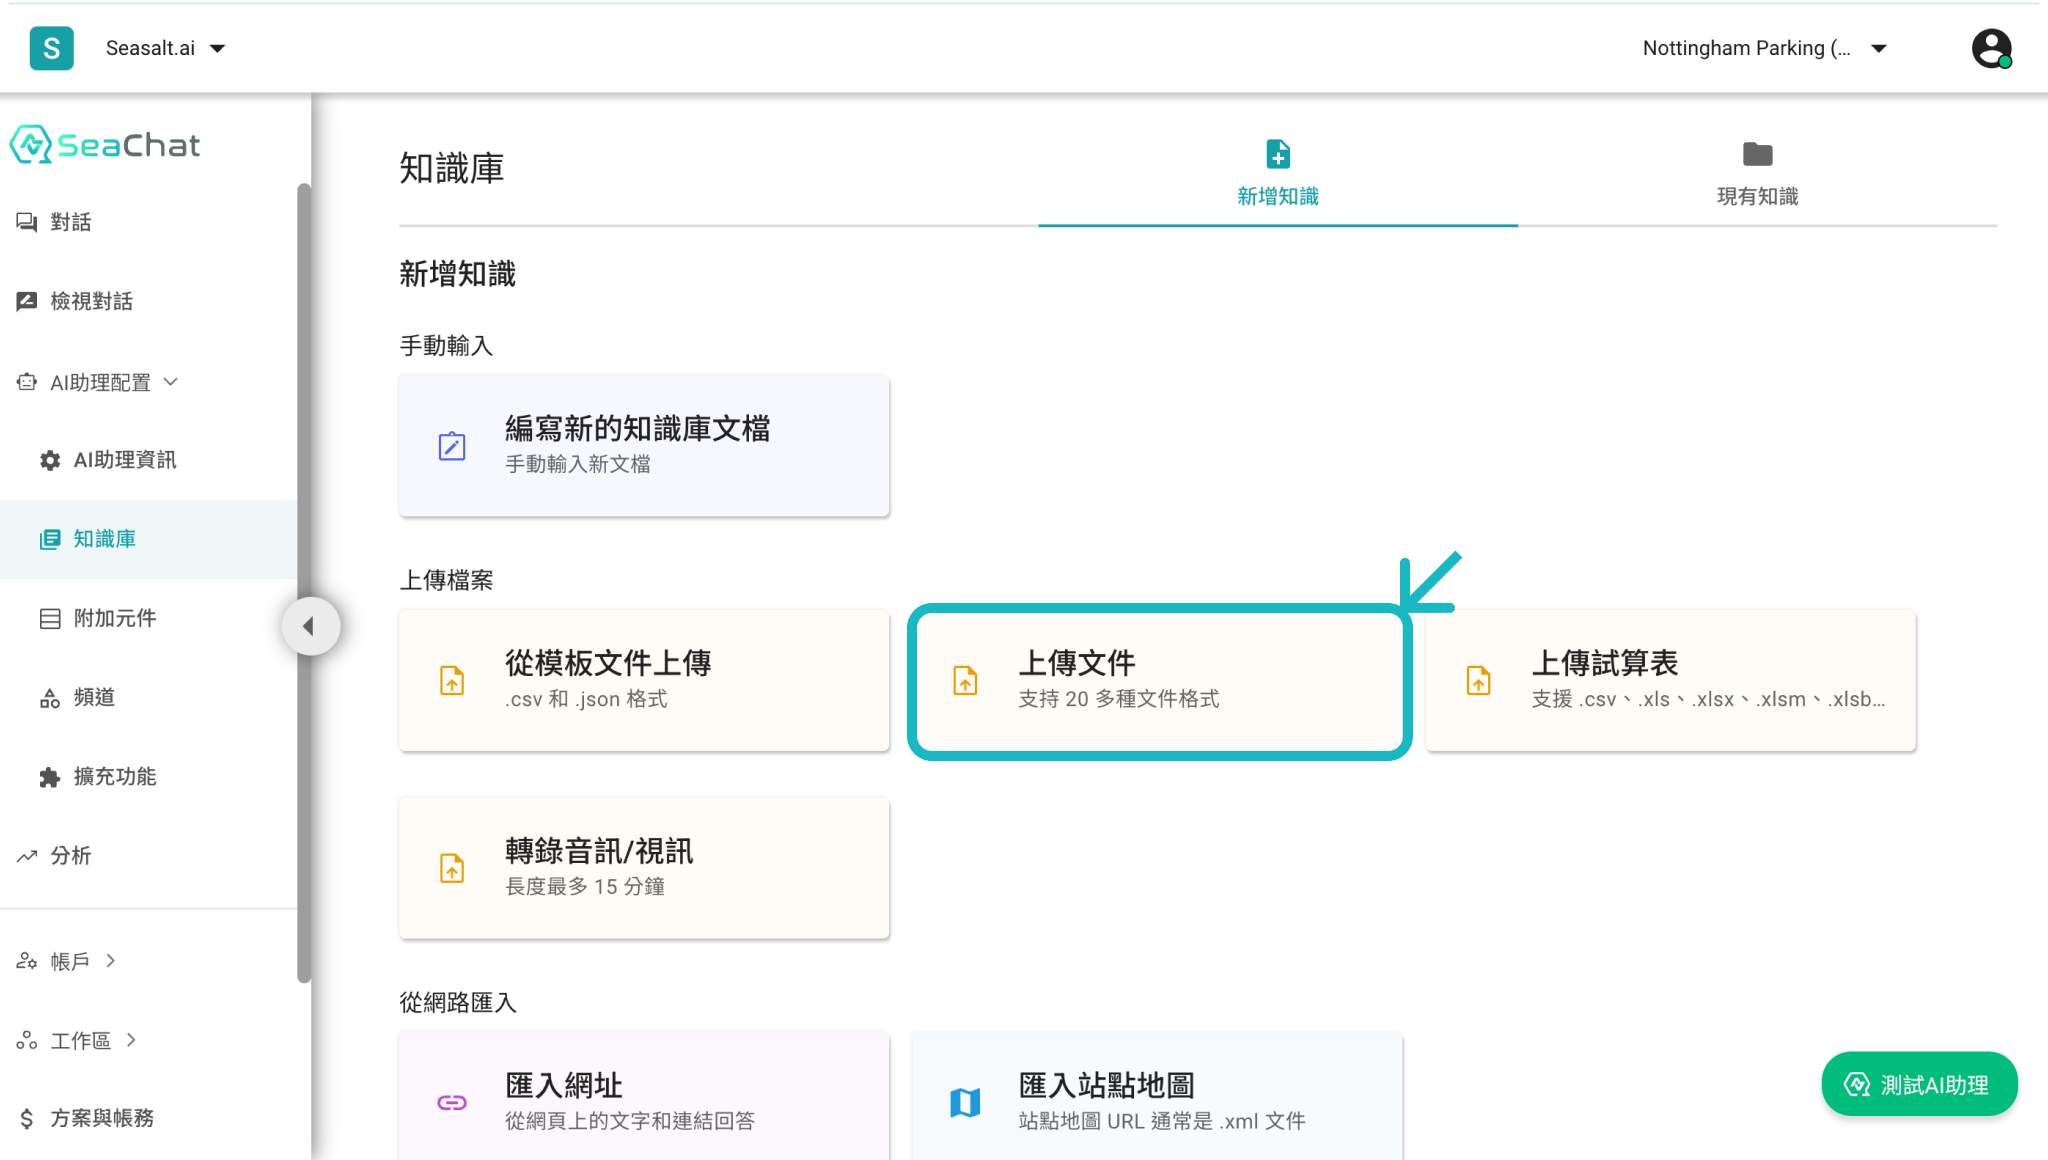 S
Seasalt.ai
Nottingham Parking (...
SeaChat
對話
檢視對話
AI助理配置
AI助理資訊
知識庫
附加元件
頻道
擴充功能
分析
帳戶
工作區
方案與帳務
知識庫
新增知識
現有知識
新增知識
手動輸入
編寫新的知識庫文檔
手動輸入新文檔
上傳檔案
從模板文件上傳
.csv 和 .json 格式
上傳文件
支持 20 多種文件格式
上傳試算表
支援 .csv、.xls、.xlsx、.xlsm、.xlsb...
轉錄音訊/視訊
長度最多 15 分鐘
從網路匯入
匯入網址
從網頁上的文字和連結回答
匯入站點地圖
站點地圖 URL 通常是 .xml 文件
測試AI助理